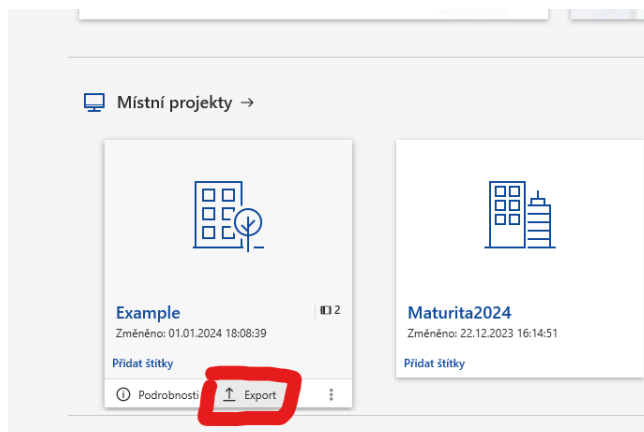 Místní projekty →
Example
2
Změněno: 01.01.2024 18:08:39
Přidat štítky
Podrobnosti
Export
Maturita2024
Změněno: 22.12.2023 16:14:51
Přidat štítky